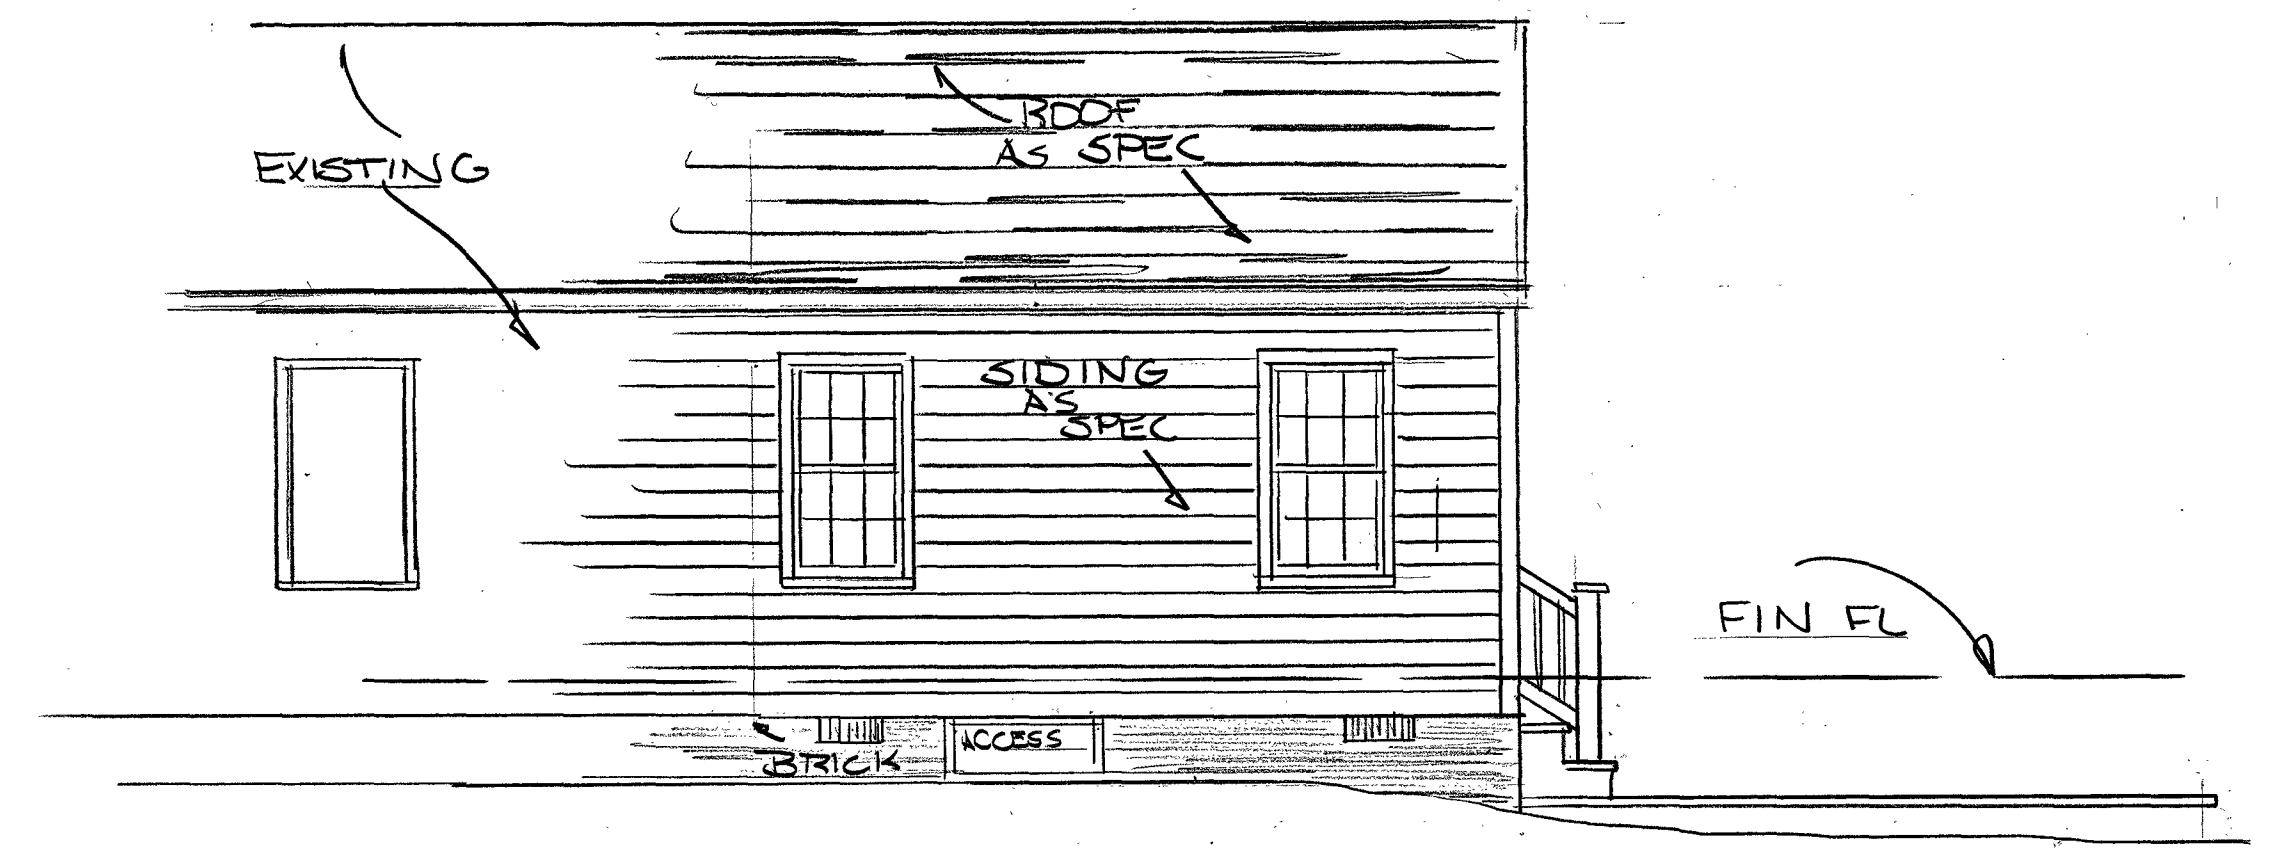 ROOF
AS SPEC
EXISTING
SIDING
AS
SPEC
FIN FL
ACCESS
BRICK